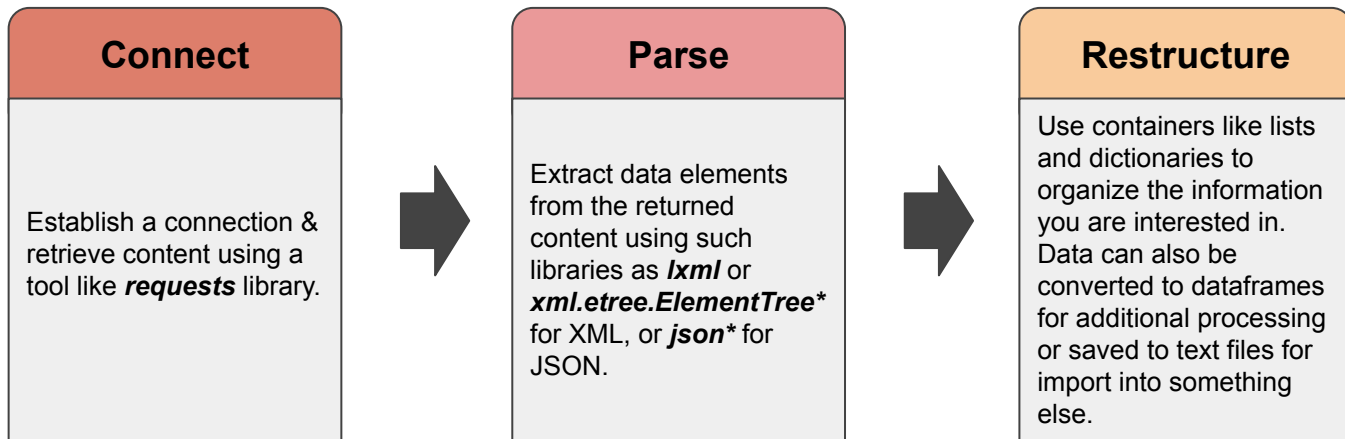 Connect
Establish a connection &
retrieve content using a
tool like requests library.
Parse
Extract data elements
from the returned
content using such
libraries as lxml or
xml.etree.ElementTree*
for XML, or json* for
JSON.
Restructure
Use containers like lists
and dictionaries to
organize the information
you are interested in.
Data can also be
converted to dataframes
for additional processing
or saved to text files for
import into something
else.